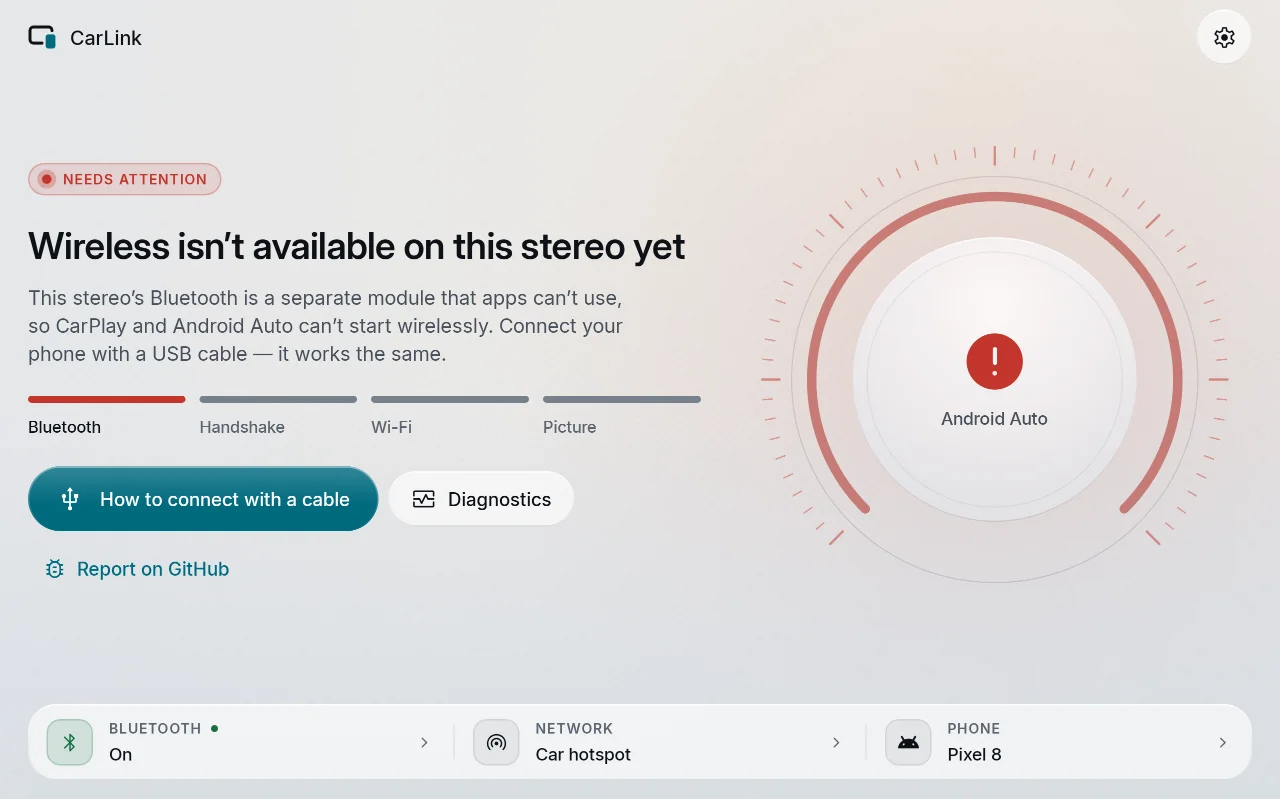 CarLink
NEEDS ATTENTION
Wireless isn’t available on this stereo yet
This stereo’s Bluetooth is a separate module that apps can’t use,
so CarPlay and Android Auto can’t start wirelessly. Connect your
phone with a USB cable — it works the same.
Bluetooth
Handshake
Wi-Fi
Picture
How to connect with a cable
Diagnostics
Report on GitHub
Android Auto
BLUETOOTH
On
NETWORK
Car hotspot
PHONE
Pixel 8